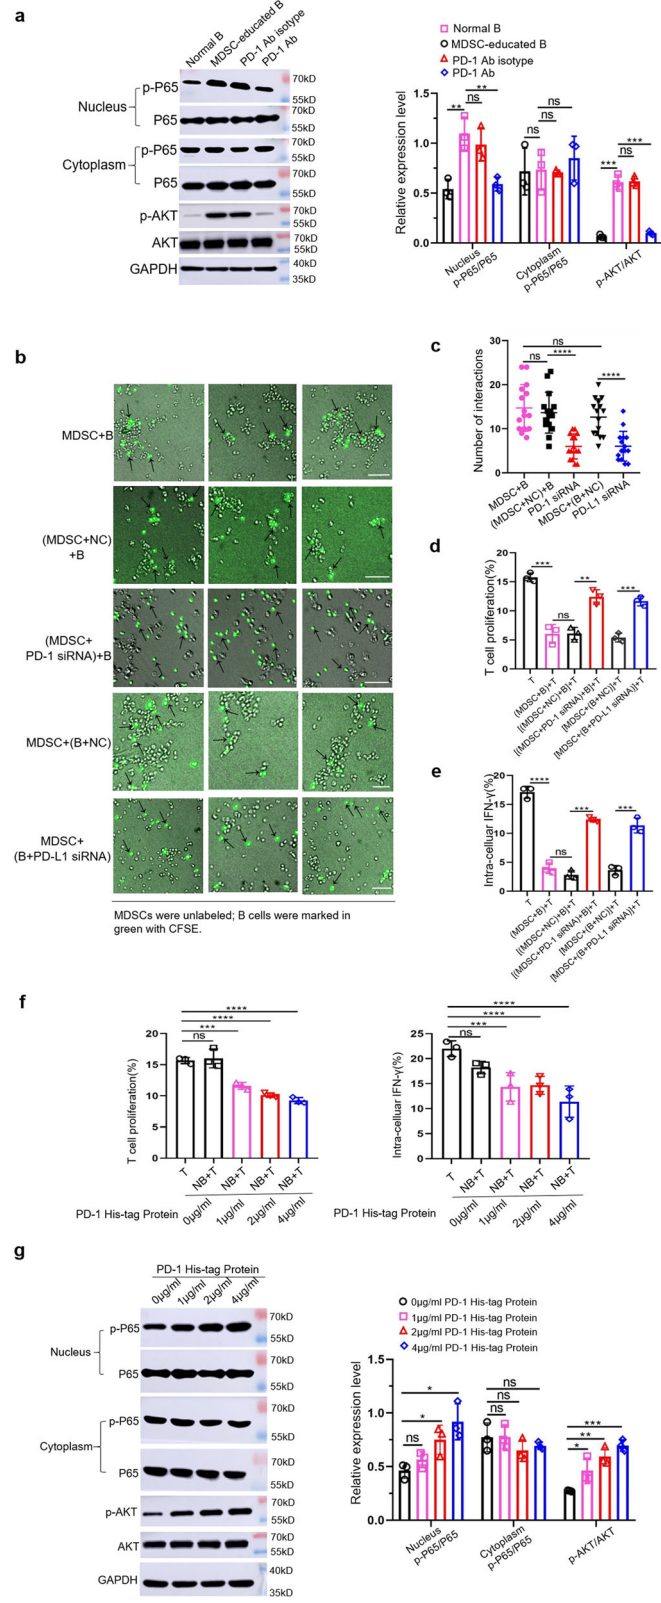 a
Normal B
MDSC-educated B
PD-1 Ab isotype
PD-1 Ab
Nucleus
p-P65
70kD
55kD
P65
70kD
55kD
Cytoplasm
p-P65
70kD
55kD
P65
70kD
55kD
p-AKT
70kD
55kD
AKT
70kD
55kD
GAPDH
40kD
35kD
Normal B
MDSC-educated B
PD-1 Ab isotype
PD-1 Ab
Relative expression level
1.5
1.0
0.5
0.0
**
**
ns
ns
ns
ns
***
***
ns
Nucleus
p-P65/P65
Cytoplasm
p-P65/P65
p-AKT/AKT
b
MDSC+B
(MDSC+NC)
+B
(MDSC+
PD-1 siRNA)+B
MDSC+(B+NC)
MDSC+
(B+PD-L1 siRNA)
MDSCs were unlabeled; B cells were marked in
green with CFSE.
c
Number of interactions
30
20
10
0
ns
ns
****
****
MDSC+B
(MDSC+NC)+B
PD-1 siRNA
MDSC+(B+NC)
PD-L1 siRNA
d
T cell proliferation(%)
20
15
10
5
0
***
ns
**
***
T
(MDSC+B)+T
[(MDSC+NC)+B]+T
[(MDSC+PD-1 siRNA)+B]+T
[MDSC+(B+NC)]+T
[MDSC+(B+PD-L1 siRNA)]+T
e
Intra-celluar IFN-γ(%)
20
15
10
5
0
****
ns
***
***
T
(MDSC+B)+T
[(MDSC+NC)+B]+T
[(MDSC+PD-1 siRNA)+B]+T
[MDSC+(B+NC)]+T
[MDSC+(B+PD-L1 siRNA)]+T
f
T cell proliferation(%)
20
15
10
5
0
****
****
***
ns
T
NB+T
NB+T
NB+T
NB+T
PD-1 His-tag Protein
0μg/ml
1μg/ml
2μg/ml
4μg/ml
Intra-celluar IFN-γ(%)
25
20
15
10
5
0
****
****
***
ns
T
NB+T
NB+T
NB+T
NB+T
PD-1 His-tag Protein
0μg/ml
1μg/ml
2μg/ml
4μg/ml
g
PD-1 His-tag Protein
0μg/ml
1μg/ml
2μg/ml
4μg/ml
Nucleus
p-P65
70kD
55kD
P65
70kD
55kD
Cytoplasm
p-P65
70kD
55kD
P65
70kD
55kD
p-AKT
70kD
55kD
AKT
70kD
55kD
GAPDH
40kD
35kD
0μg/ml PD-1 His-tag Protein
1μg/ml PD-1 His-tag Protein
2μg/ml PD-1 His-tag Protein
4μg/ml PD-1 His-tag Protein
Relative expression level
1.5
1.0
0.5
0.0
*
*
ns
ns
ns
ns
***
**
*
Nucleus
p-P65/P65
Cytoplasm
p-P65/P65
p-AKT/AKT